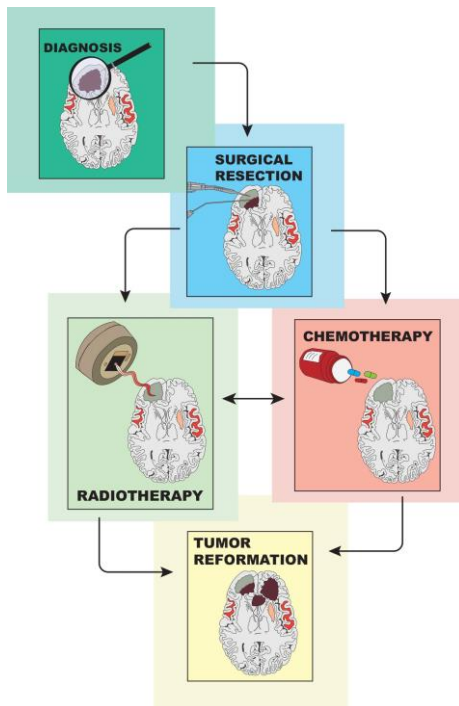 DIAGNOSIS
SURGICAL
RESECTION
CHEMOTHERAPY
RADIOTHERAPY
TUMOR
REFORMATION